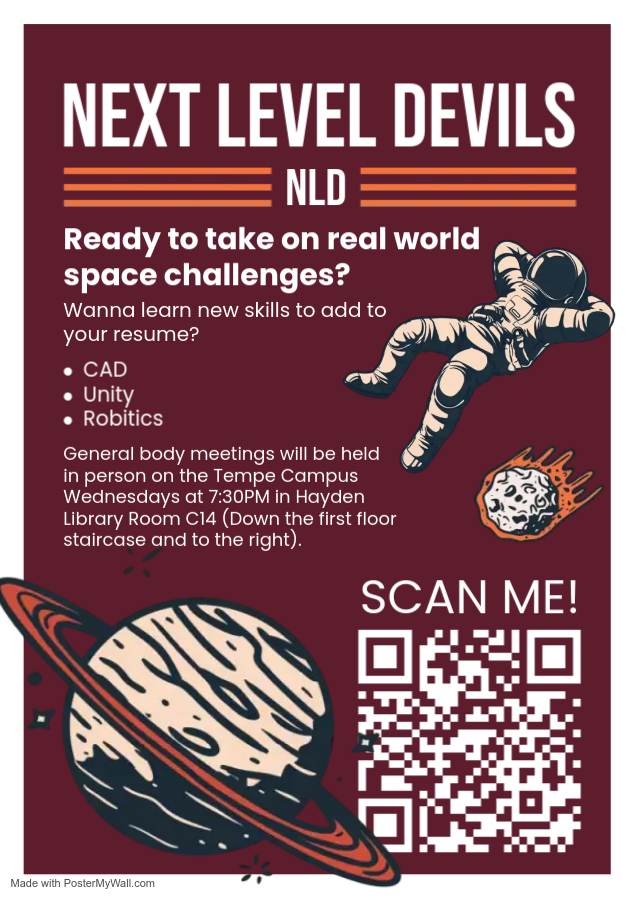 NEXT LEVEL DEVILS
NLD
Ready to take on real world
space challenges?
Wanna learn new skills to add to
your resume?
• CAD
• Unity
• Robitics
General body meetings will be held
in person on the Tempe Campus
Wednesdays at 7:30PM in Hayden
Library Room C14 (Down the first floor
staircase and to the right).
SCAN ME!
Made with PosterMyWall.com